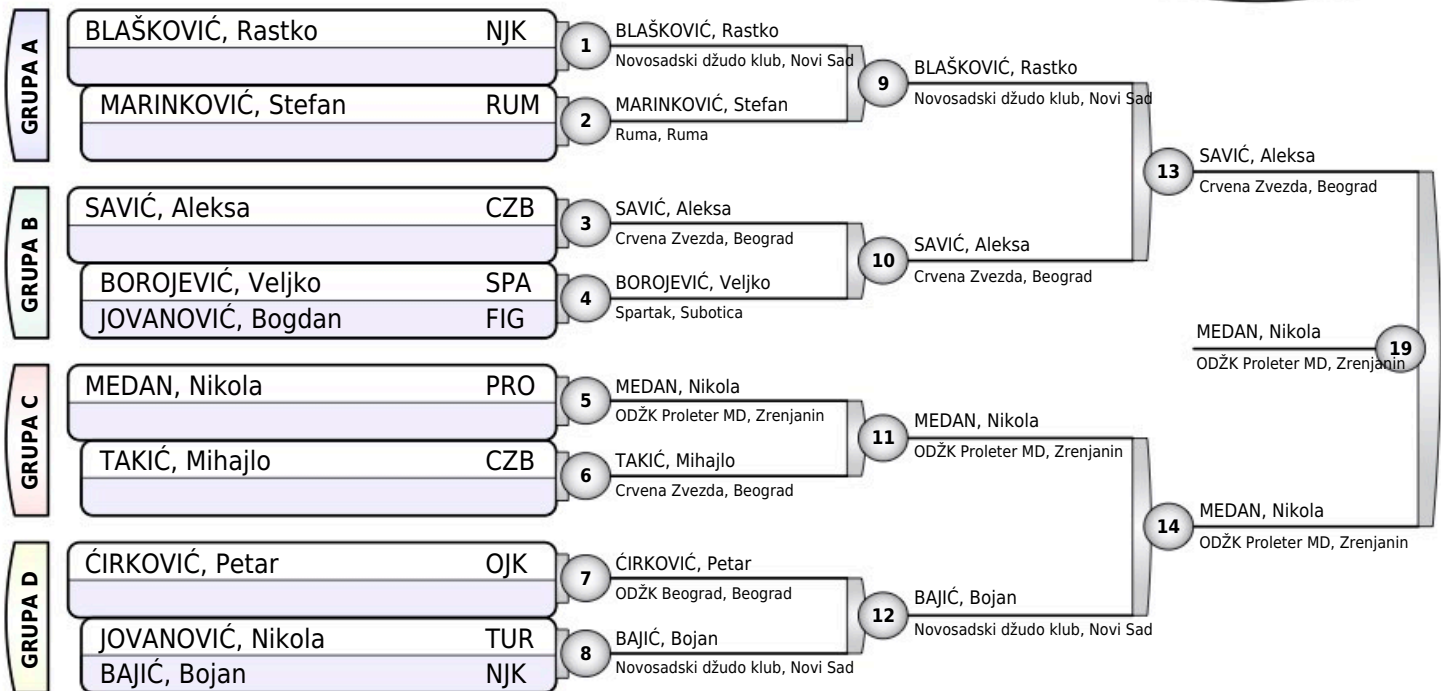 GRUPA A
BLAŠKOVIĆ, Rastko NJK
MARINKOVIĆ, Stefan RUM
GRUPA B
SAVIĆ, Aleksa CZB
BOROJEVIĆ, Veljko SPA
JOVANOVIĆ, Bogdan FIG
GRUPA C
MEDAN, Nikola PRO
TAKIĆ, Mihajlo CZB
GRUPA D
ĆIRKOVIĆ, Petar OJK
JOVANOVIĆ, Nikola TUR
BAJIĆ, Bojan NJK
1
BLAŠKOVIĆ, Rastko
Novosadski džudo klub, Novi Sad
2
MARINKOVIĆ, Stefan
Ruma, Ruma
3
SAVIĆ, Aleksa
Crvena Zvezda, Beograd
4
BOROJEVIĆ, Veljko
Spartak, Subotica
5
MEDAN, Nikola
ODŽK Proleter MD, Zrenjanin
6
TAKIĆ, Mihajlo
Crvena Zvezda, Beograd
7
ĆIRKOVIĆ, Petar
ODŽK Beograd, Beograd
8
BAJIĆ, Bojan
Novosadski džudo klub, Novi Sad
9
BLAŠKOVIĆ, Rastko
Novosadski džudo klub, Novi Sad
10
SAVIĆ, Aleksa
Crvena Zvezda, Beograd
11
MEDAN, Nikola
ODŽK Proleter MD, Zrenjanin
12
BAJIĆ, Bojan
Novosadski džudo klub, Novi Sad
13
SAVIĆ, Aleksa
Crvena Zvezda, Beograd
14
MEDAN, Nikola
ODŽK Proleter MD, Zrenjanin
MEDAN, Nikola
ODŽK Proleter MD, Zrenjanin
19